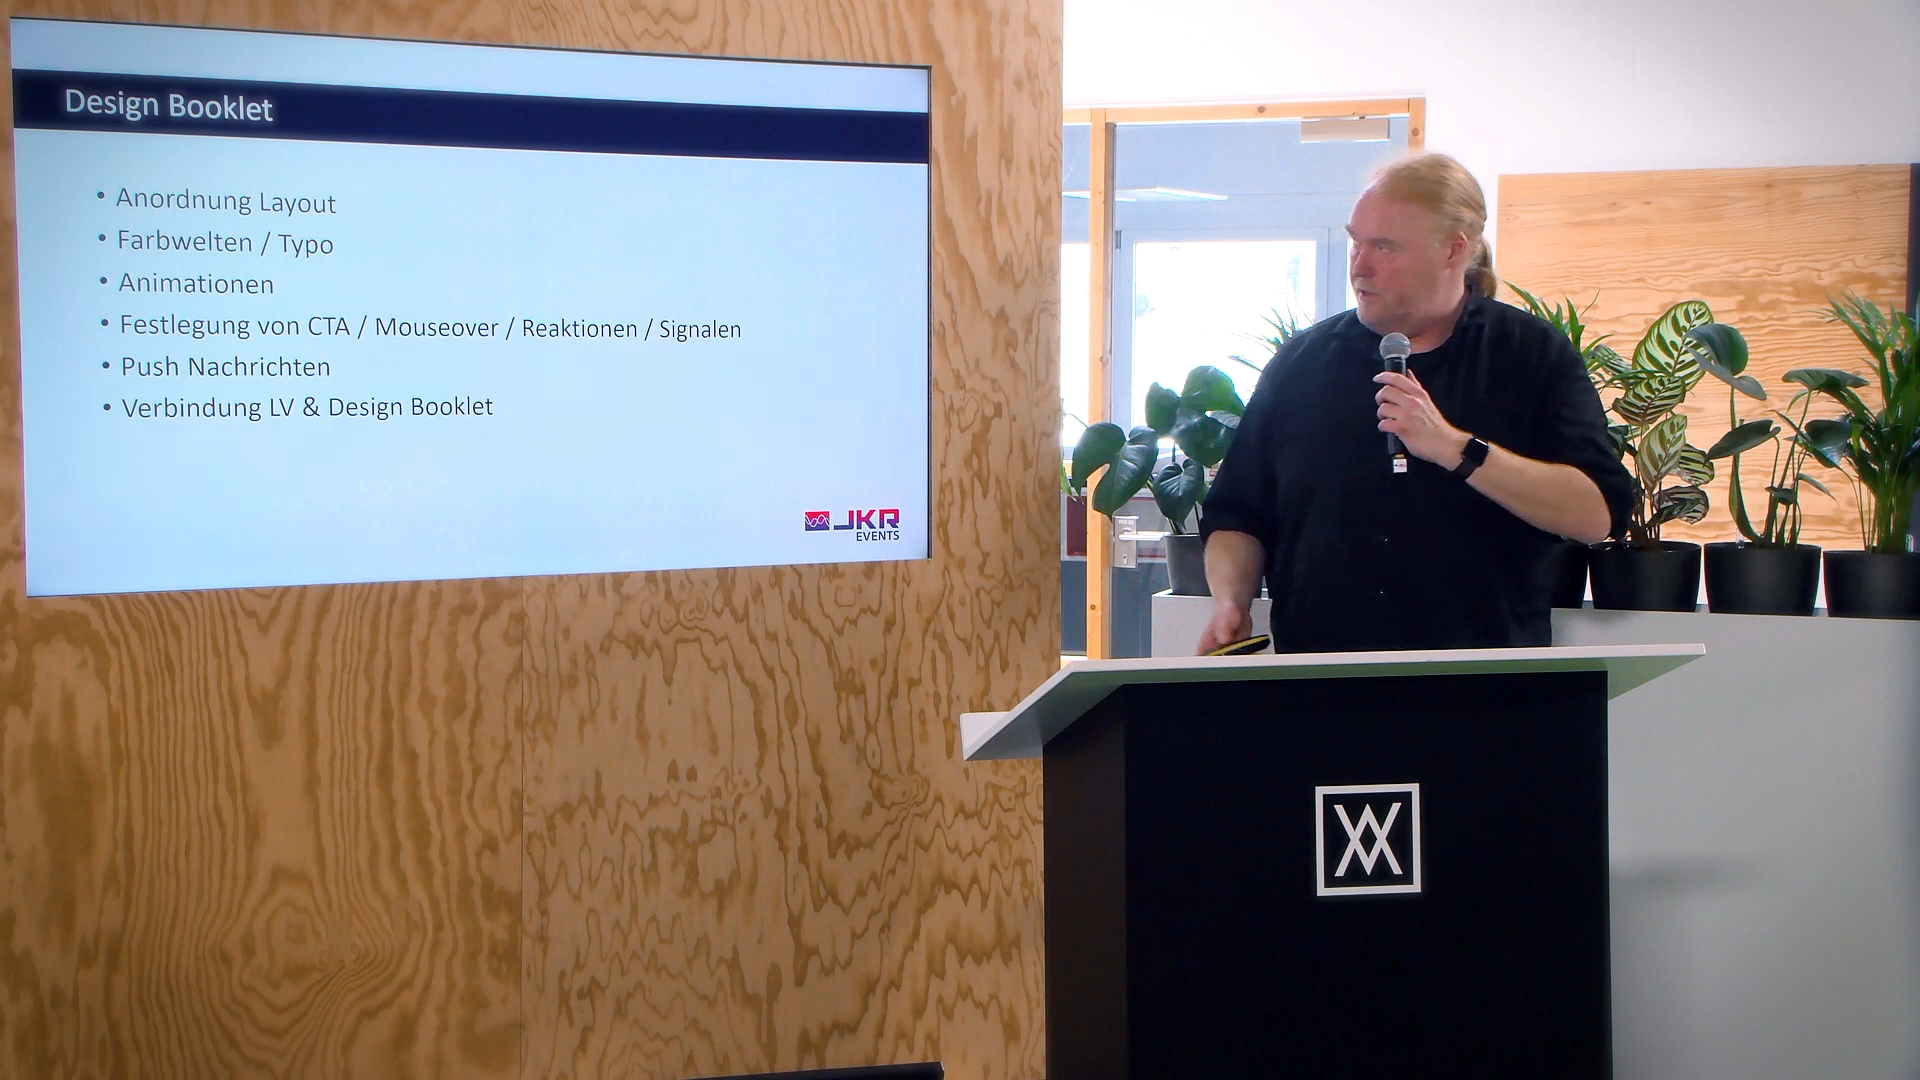 Design Booklet
• Anordnung Layout
• Farbwelten / Typo
• Animationen
• Festlegung von CTA / Mouseover / Reaktionen / Signalen
• Push Nachrichten
• Verbindung LV & Design Booklet
JKR
EVENTS